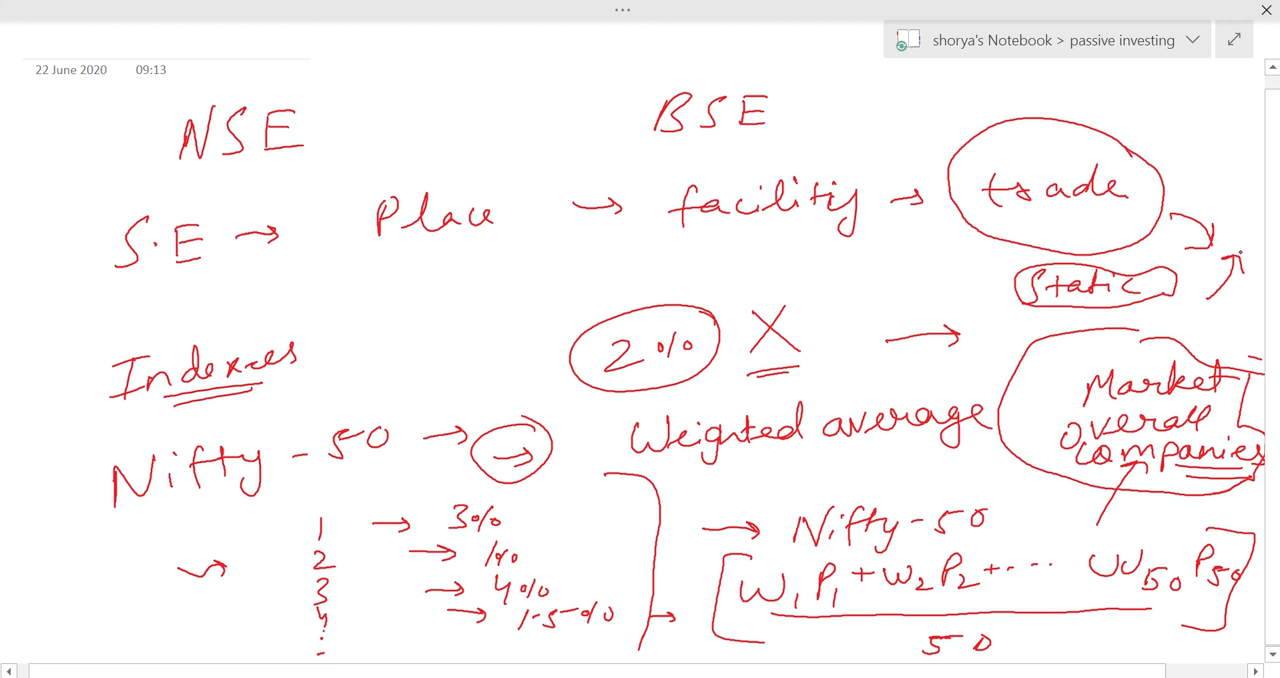 shorya's Notebook > passive investing
22 June 2020 09:13
NSE BSE
S.E → Place → facilitiy → trade
Static
Indexes 2% X →
Market overall companies
Nifty - 50 → → Weighted average
1 → 3%
2 → 1%
3 → 4%
4 → 1.5%
→ Nifty - 50
W1P1 + W2P2 + .... W50P50
50